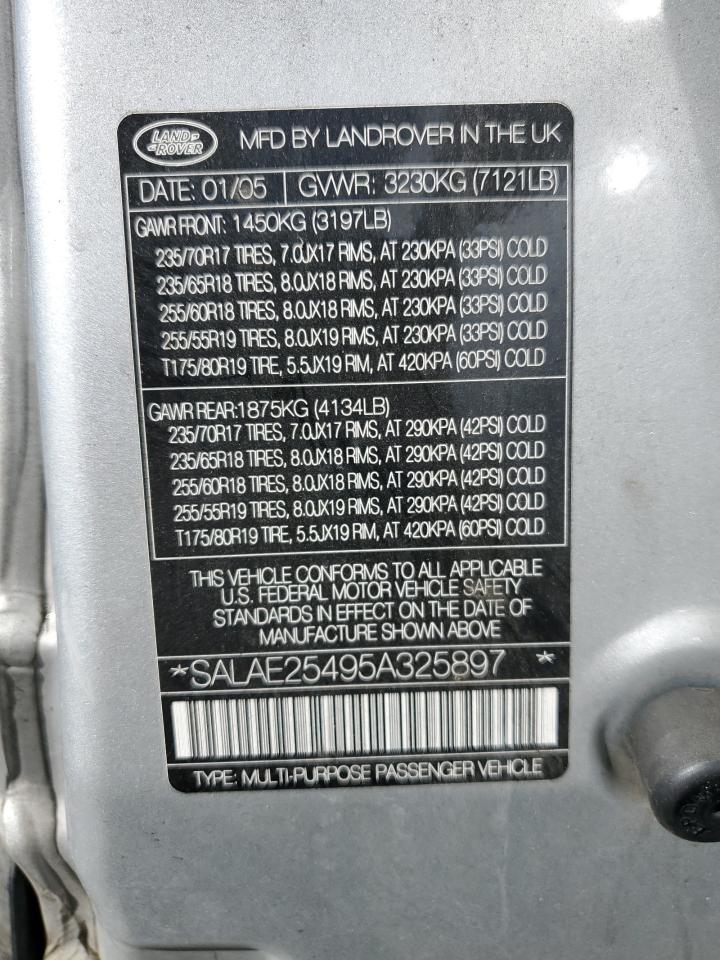 LAND-
-ROVER
MFD BY LANDROVER IN THE UK
DATE: 01/05 GVWR: 3230KG (7121LB)
GAWR FRONT: 1450KG (3197LB)
235/70R17 TIRES, 7.0JX17 RIMS, AT 230KPA (33PSI) COLD
235/65R18 TIRES, 8.0JX18 RIMS, AT 230KPA (33PSI) COLD
255/60R18 TIRES, 8.0JX18 RIMS, AT 230KPA (33PSI) COLD
255/55R19 TIRES, 8.0JX19 RIMS, AT 230KPA (33PSI) COLD
T175/80R19 TIRE, 5.5JX19 RIM, AT 420KPA (60PSI) COLD
GAWR REAR:1875KG (4134LB)
235/70R17 TIRES, 7.0JX17 RIMS, AT 290KPA (42PSI) COLD
235/65R18 TIRES, 8.0JX18 RIMS, AT 290KPA (42PSI) COLD
255/60R18 TIRES, 8.0JX18 RIMS, AT 290KPA (42PSI) COLD
255/55R19 TIRES, 8.0JX19 RIMS, AT 290KPA (42PSI) COLD
T175/80R19 TIRE, 5.5JX19 RIM, AT 420KPA (60PSI) COLD
THIS VEHICLE CONFORMS TO ALL APPLICABLE
U.S. FEDERAL MOTOR VEHICLE SAFETY
STANDARDS IN EFFECT ON THE DATE OF
MANUFACTURE SHOWN ABOVE
*SALAE25495A325897 *
TYPE: MULTI-PURPOSE PASSENGER VEHICLE